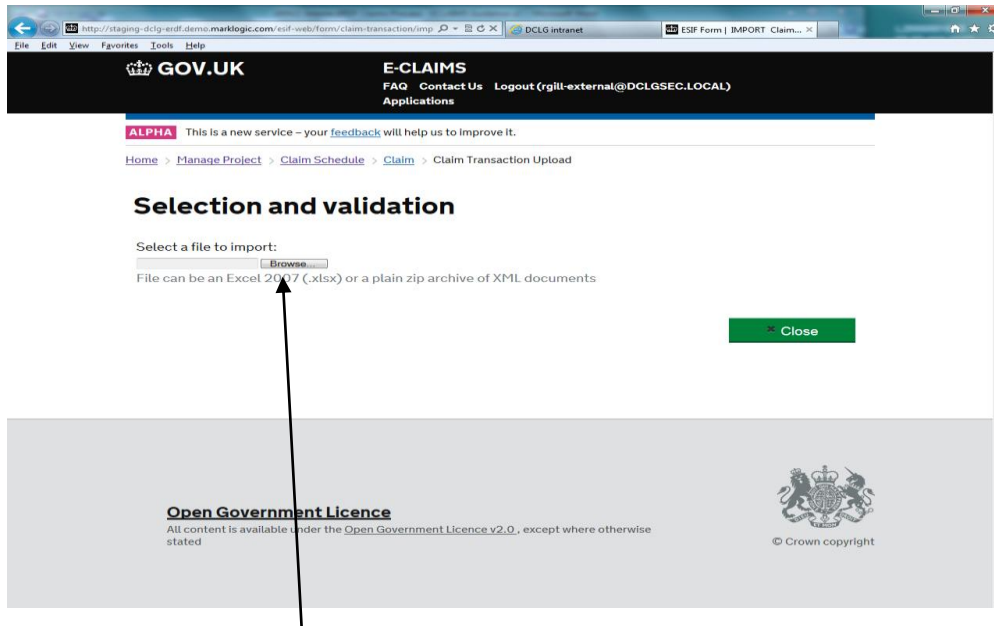 http://staging-dclg-erdf.demo.marklogic.com/esif-web/form/claim-transaction/imp
DCLG intranet
ESIF Form | IMPORT Claim...
File Edit View Favorites Tools Help
GOV.UK
E-CLAIMS
FAQ Contact Us Logout (rgill-external@DCLGSEC.LOCAL)
Applications
ALPHA This is a new service – your feedback will help us to improve it.
Home > Manage Project > Claim Schedule > Claim > Claim Transaction Upload
Selection and validation
Select a file to import:
Browse...
File can be an Excel 2007 (.xlsx) or a plain zip archive of XML documents
Close
Open Government Licence
All content is available under the Open Government Licence v2.0, except where otherwise
stated
© Crown copyright